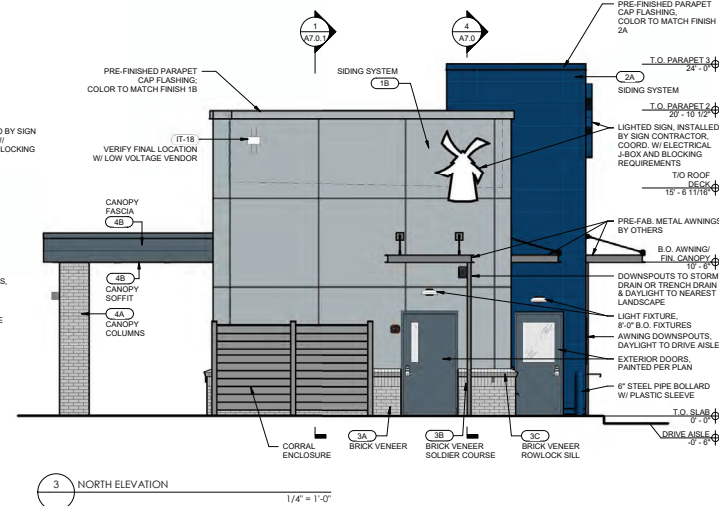 1
A7.0.1
4
A7.0
PRE-FINISHED PARAPET
CAP FLASHING,
COLOR TO MATCH FINISH
2A
T.O. PARAPET 3
24' - 0"
2A
SIDING SYSTEM
PRE-FINISHED PARAPET
CAP FLASHING;
COLOR TO MATCH FINISH 1B
SIDING SYSTEM
1B
T.O. PARAPET 2
20' - 10 1/2"
D BY SIGN
W/
LOCKING
IT-18
VERIFY FINAL LOCATION
W/ LOW VOLTAGE VENDOR
LIGHTED SIGN, INSTALLED
BY SIGN CONTRACTOR,
COORD. W/ ELECTRICAL
J-BOX AND BLOCKING
REQUIREMENTS
T/O ROOF
DECK
15' - 6 11/16"
CANOPY
FASCIA
4B
PRE-FAB. METAL AWNINGS
BY OTHERS
B.O. AWNING/
FIN. CANOPY
10' - 6"
4B
CANOPY
SOFFIT
S,
DOWNSPOUTS TO STORM
DRAIN OR TRENCH DRAIN
& DAYLIGHT TO NEAREST
LANDSCAPE
4A
CANOPY
COLUMNS
E
LIGHT FIXTURE,
8'-0" B.O. FIXTURES
AWNING DOWNSPOUTS,
DAYLIGHT TO DRIVE AISLE
EXTERIOR DOORS,
PAINTED PER PLAN
6" STEEL PIPE BOLLARD
W/ PLASTIC SLEEVE
T.O. SLAB
0' - 0"
DRIVE AISLE
-0' - 6"
CORRAL
ENCLOSURE
3A
BRICK VENEER
3B
BRICK VENEER
SOLDIER COURSE
3C
BRICK VENEER
ROWLOCK SILL
3
NORTH ELEVATION
1/4" = 1'-0"